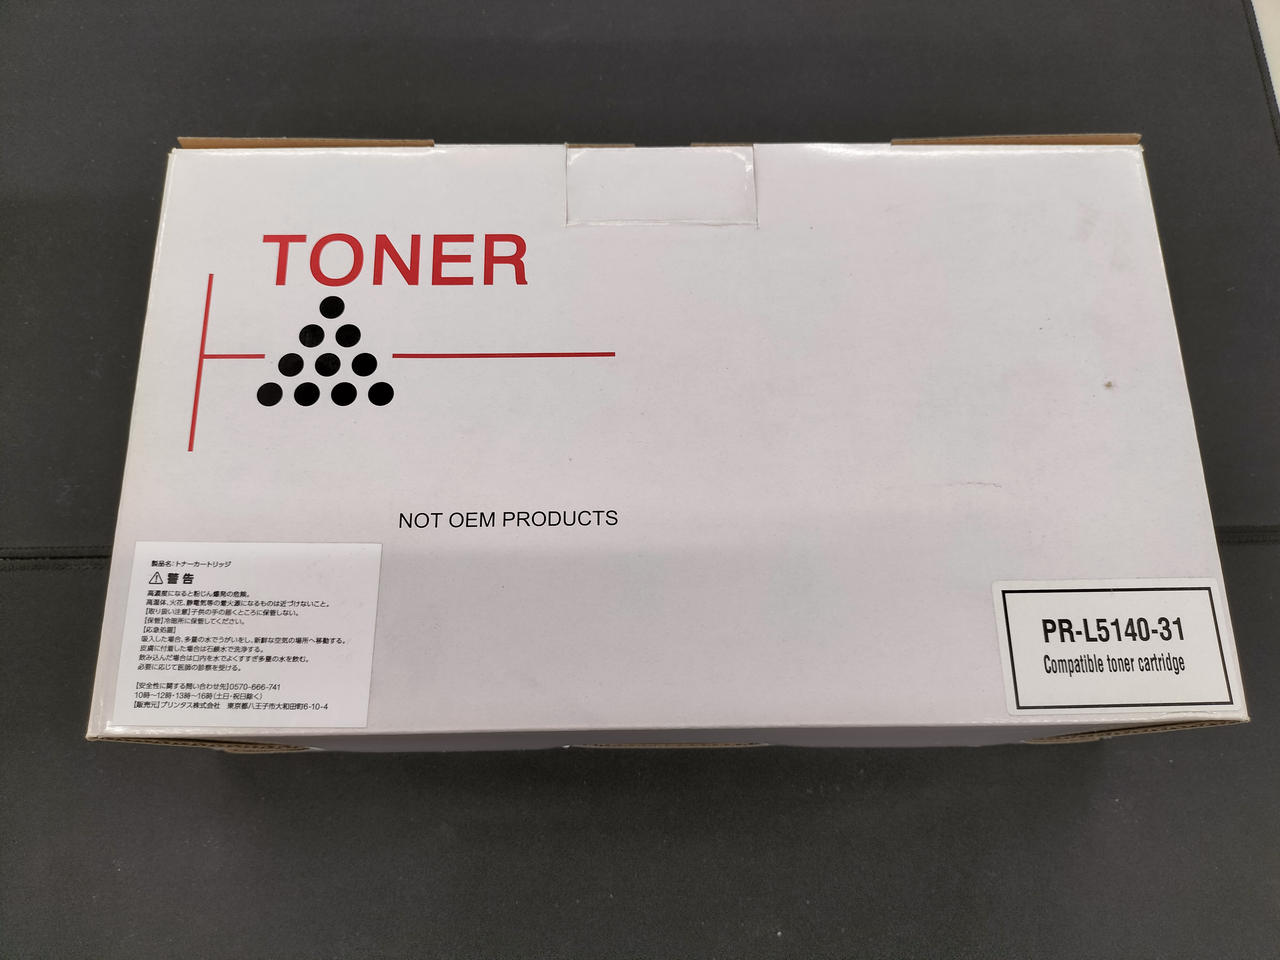 TONER
NOT OEM PRODUCTS
製品名:トナーカートリッジ
警告
高濃度になると粉じん爆発の危険。
高温体、火花、静電気等の着火源になるものは近づけないこと。
【取り扱い注意】子供の手の届くところに保管しない。
【保管】冷暗所に保管してください。
【応急処置】
吸入した場合、多量の水でうがいをし、新鮮な空気の場所へ移動する。
皮膚に付着した場合は石鹸水で洗浄する。
飲み込んだ場合は口内を水でよくすすぎ多量の水を飲む。
必要に応じて医師の診察を受ける。
【安全性に関する問い合わせ先】0570-666-741
10時〜12時・13時〜16時(土日・祝日除く)
【販売元】プリンタス株式会社 東京都八王子市大和田町6-10-4
PR-L5140-31
Compatible toner cartridge